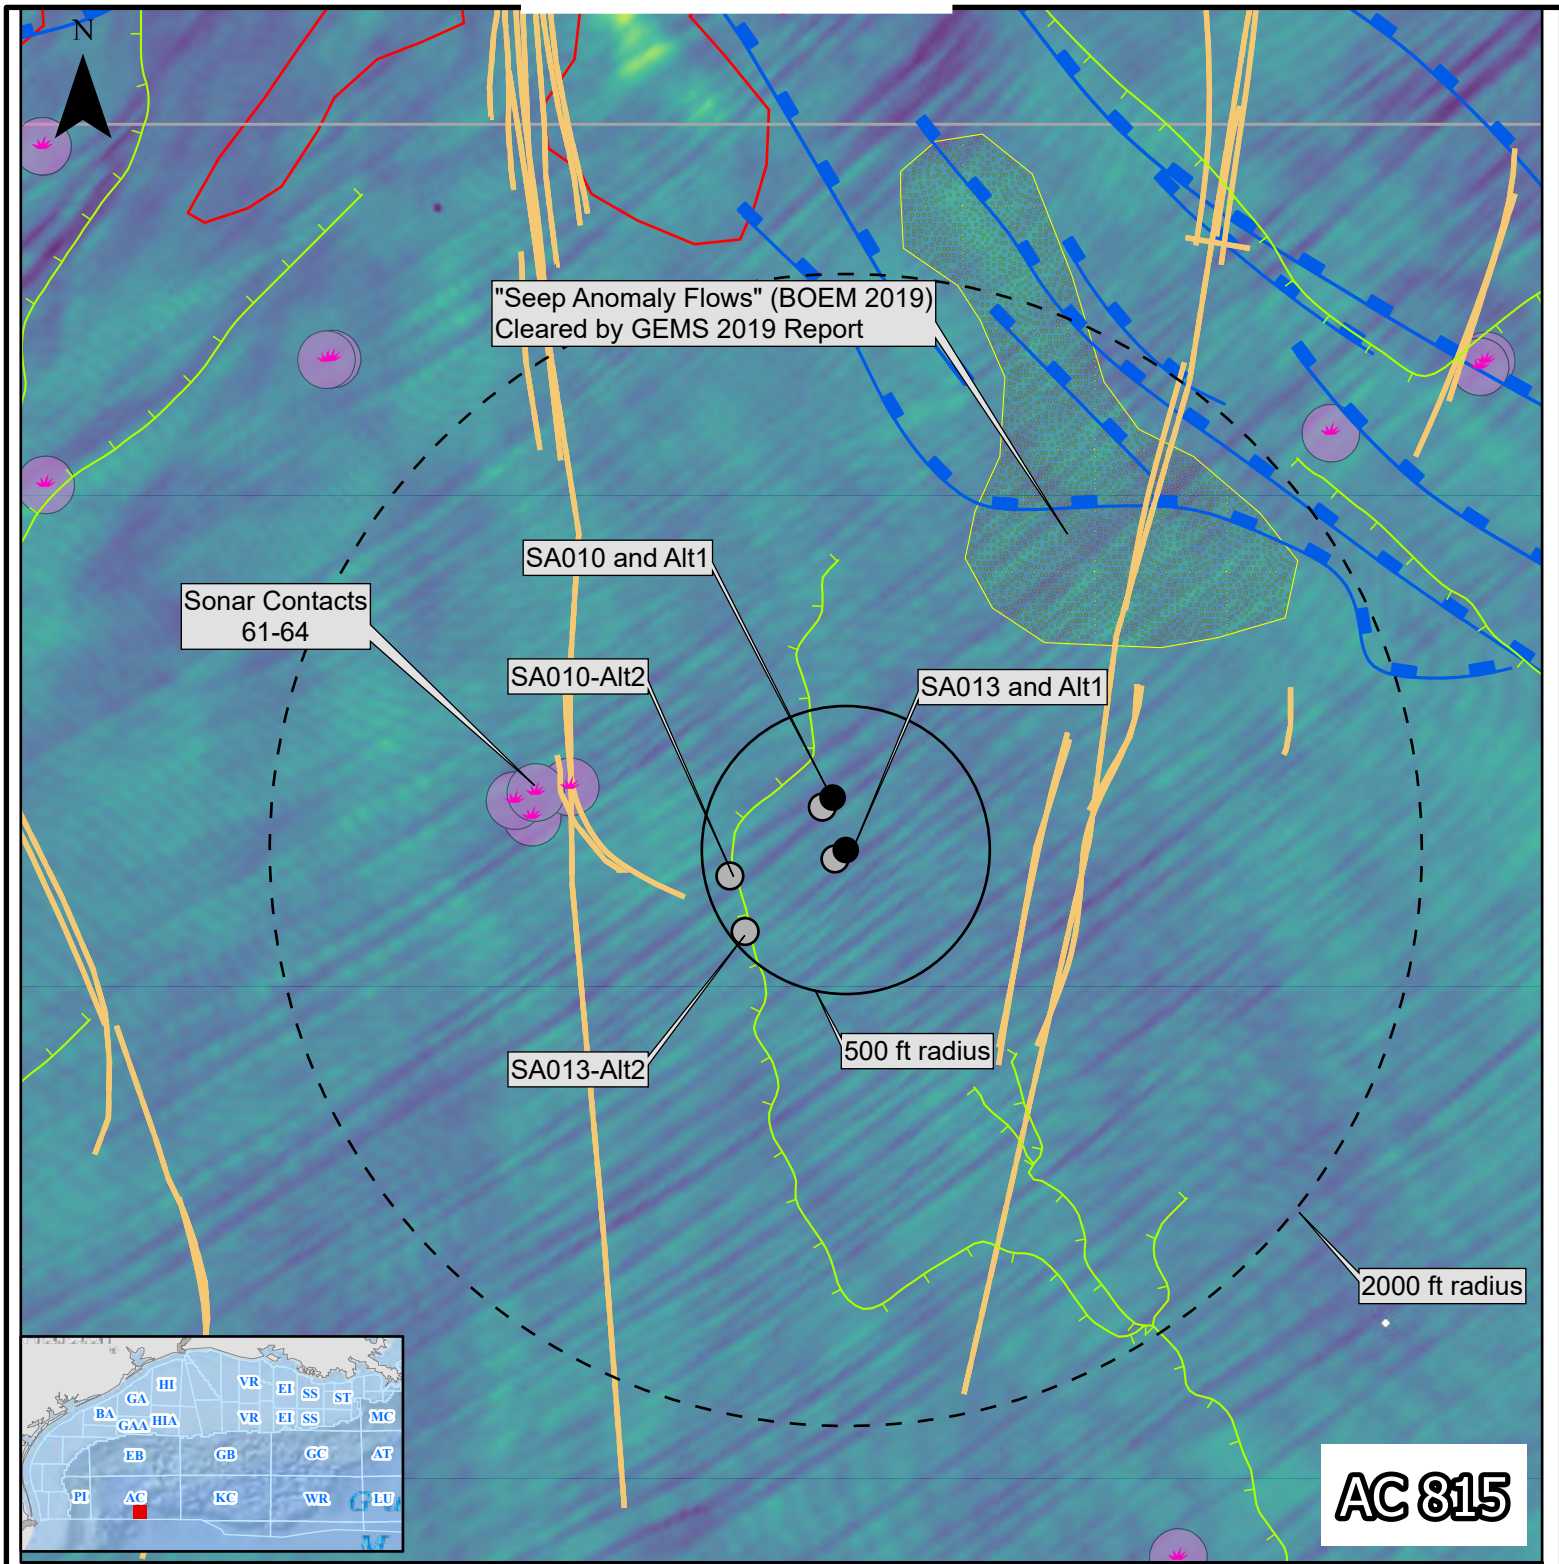 N
"Seep Anomaly Flows" (BOEM 2019)
Cleared by GEMS 2019 Report
SA010 and Alt1
Sonar Contacts
61-64
SA010-Alt2
SA013 and Alt1
500 ft radius
SA013-Alt2
2000 ft radius
HI
VR
EI
SS
ST
GA
BA
GAA
HIA
VR
EI
SS
MC
EB
GB
GC
AT
PI
AC
KC
WR
LU
G
M
AC 815